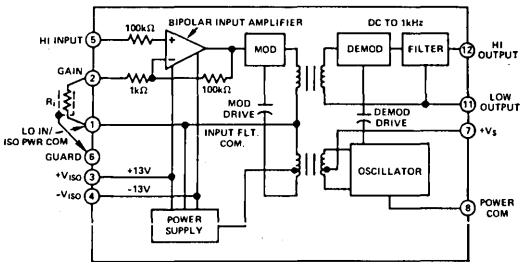 BIPOLAR INPUT AMPLIFIER
DC TO 1kHz
HI INPUT
5
100kΩ
+
−
MOD
DEMOD
FILTER
12
HI
OUTPUT
GAIN
2
1kΩ
100kΩ
MOD
DRIVE
DEMOD
DRIVE
11
LOW
OUTPUT
Ri
1
LO IN/
ISO PWR COM
INPUT FLT.
COM.
7
+VS
GUARD
6
OSCILLATOR
+VISO
3
+13V
−VISO
4
−13V
POWER
SUPPLY
8
POWER
COM